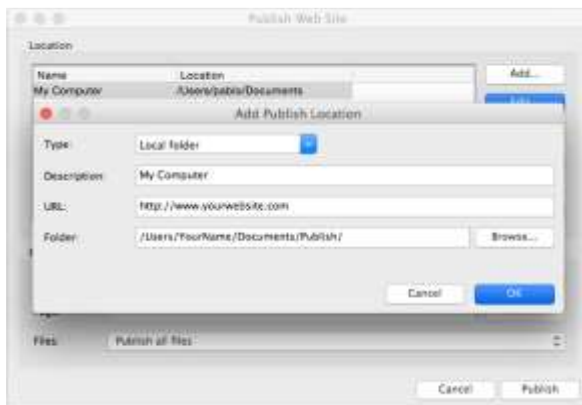 Publish Web Site
Location
Name Location
My Computer /Users/pablo/Documents
Add...
Add Publish Location
Type: Local folder
Description: My Computer
URL: http://www.yourwebsite.com
Folder: /Users/YourName/Documents/Publish/ Browse...
Cancel OK
Files: Publish all files
Cancel Publish